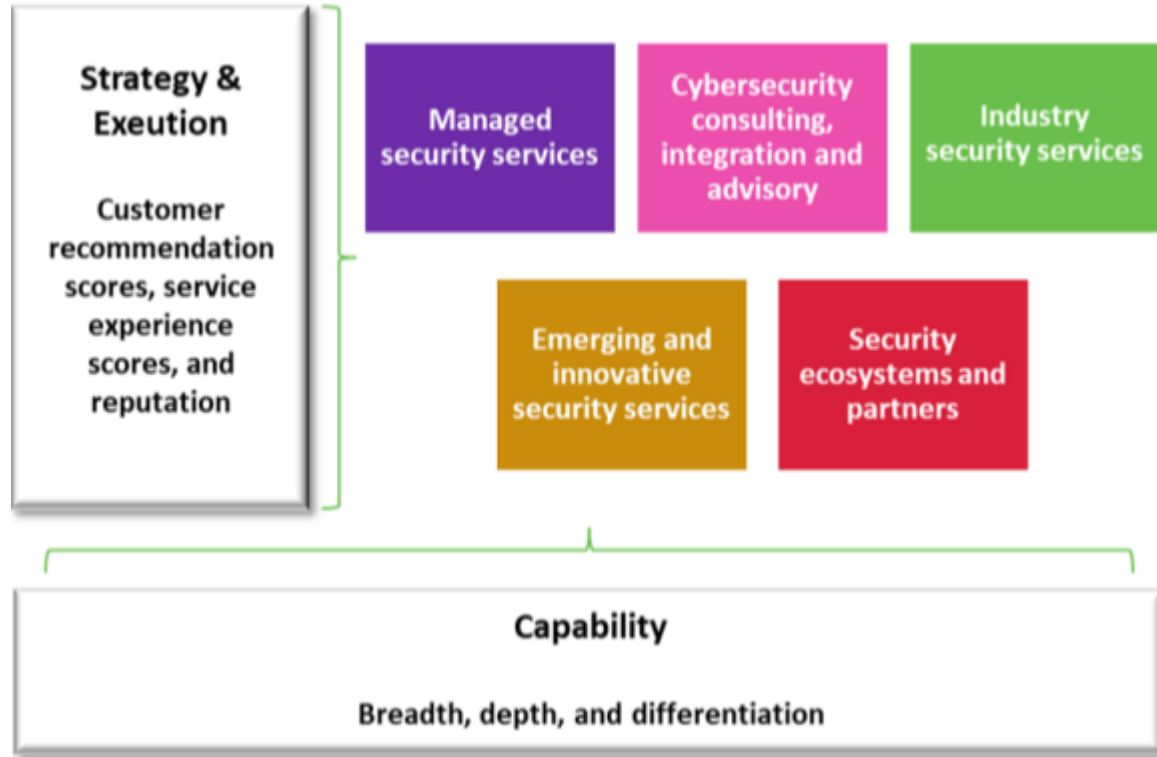 Strategy &
Exeution
Customer
recommendation
scores, service
experience
scores, and
reputation
Managed
security services
Cybersecurity
consulting,
integration and
advisory
Industry
security services
Emerging and
innovative
security services
Security
ecosystems and
partners
Capability
Breadth, depth, and differentiation